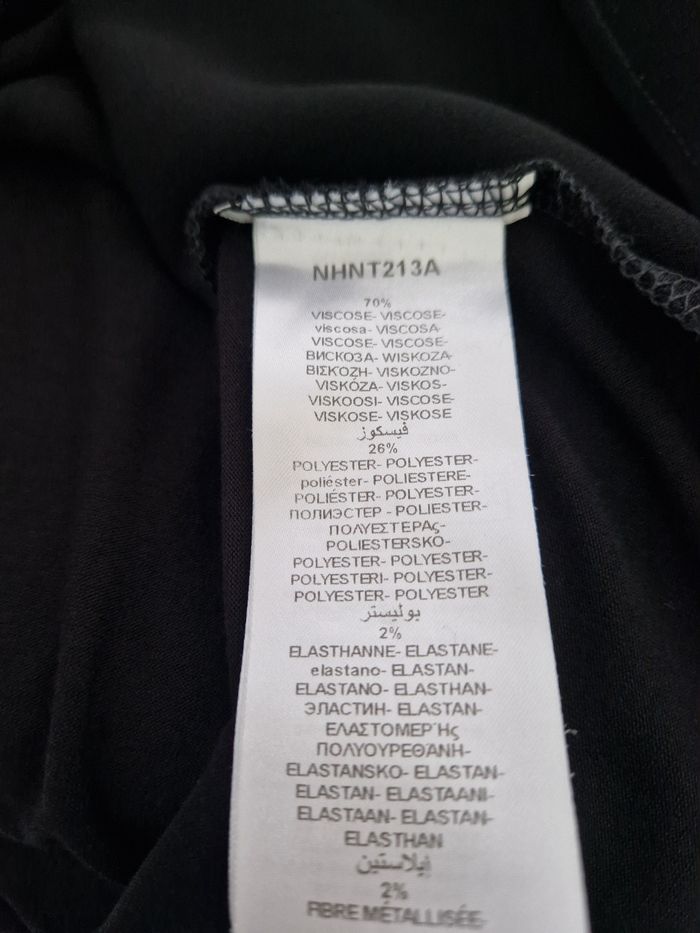 NHNT213A
70%
VISCOSE- VISCOSE-
viscosa- VISCOSA-
VISCOSE- VISCOSE-
ВИСКОЗА- WISKOZA-
ΒΙΣΚΟΖΗ- VISKOZNO-
VISKÓZA- VISKOS-
VISKOOSI- VISCOSE-
VISKOSE- VISKOSE
فيسكوز
26%
POLYESTER- POLYESTER-
poliéster- POLIESTERE-
POLIÉSTER- POLYESTER-
ПОЛИЭСТЕР - POLIESTER-
ΠΟΛΥΕΣΤΕΡΑς-
POLIESTERSKO-
POLYESTER- POLYESTER-
POLYESTERI- POLYESTER-
POLYESTER- POLYESTER
بوليستر
2%
ELASTHANNE- ELASTANE-
elastano- ELASTAN-
ELASTANO- ELASTHAN-
ЭЛАСТИН- ELASTAN-
ΕΛΑΣΤΟΜΕΡΉς
ΠΟΛΥΟΥΡΕΘΆΝΗ-
ELASTANSKO- ELASTAN-
ELASTAN- ELASTAANI-
ELASTAAN- ELASTAN-
ELASTHAN
إيلاستين
2%
FIBRE MÉTALLISÉE-